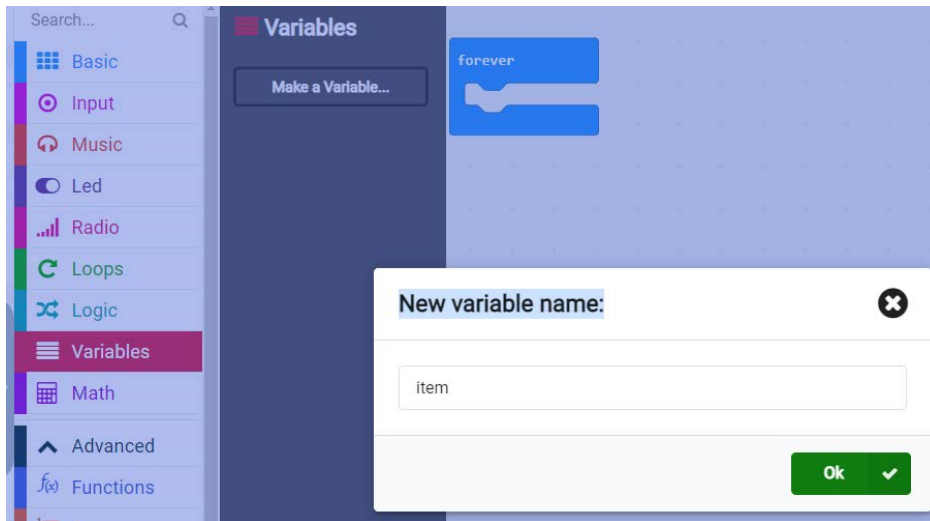 Search...
Basic
Input
Music
Led
Radio
Loops
Logic
Variables
Math
Advanced
f(x) Functions
Variables
Make a Variable...
forever
New variable name:
item
Ok